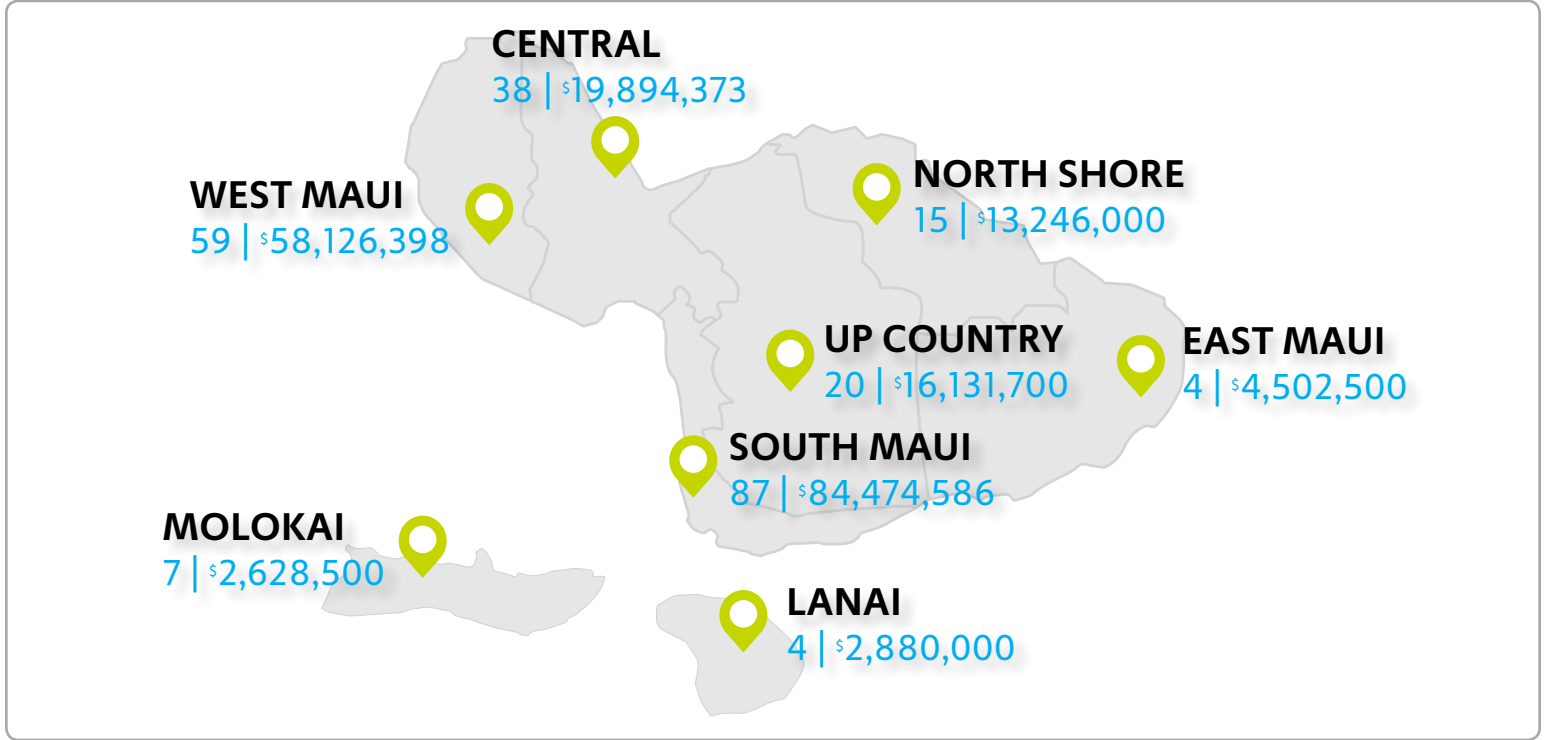 CENTRAL
38 | $19,894,373
WEST MAUI
59 | $58,126,398
NORTH SHORE
15 | $13,246,000
UP COUNTRY
20 | $16,131,700
EAST MAUI
4 | $4,502,500
SOUTH MAUI
87 | $84,474,586
MOLOKAI
7 | $2,628,500
LANAI
4 | $2,880,000